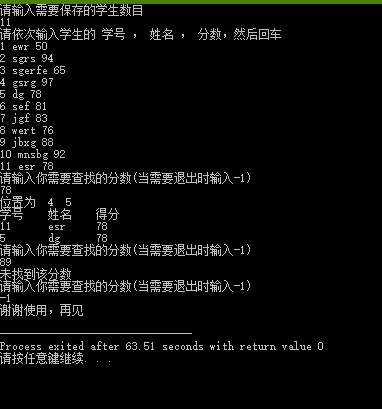 请输入需要保存的学生数目
11
请依次输入学生的 学号 , 姓名 , 分数，然后回车
1 ewr 50
2 sgrs 94
3 sgerfe 65
4 gsrg 97
5 dg 78
6 sef 81
7 jgf 83
8 wert 76
9 jbxg 88
10 mnsbg 92
11 esr 78
请输入你需要查找的分数(当需要退出时输入-1)
78
位置为 4 5
学号 姓名 得分
11 esr 78
5 dg 78
请输入你需要查找的分数(当需要退出时输入-1)
89
未找到该分数
请输入你需要查找的分数(当需要退出时输入-1)
-1
谢谢使用，再见
Process exited after 63.51 seconds with return value 0
请按任意键继续. . .